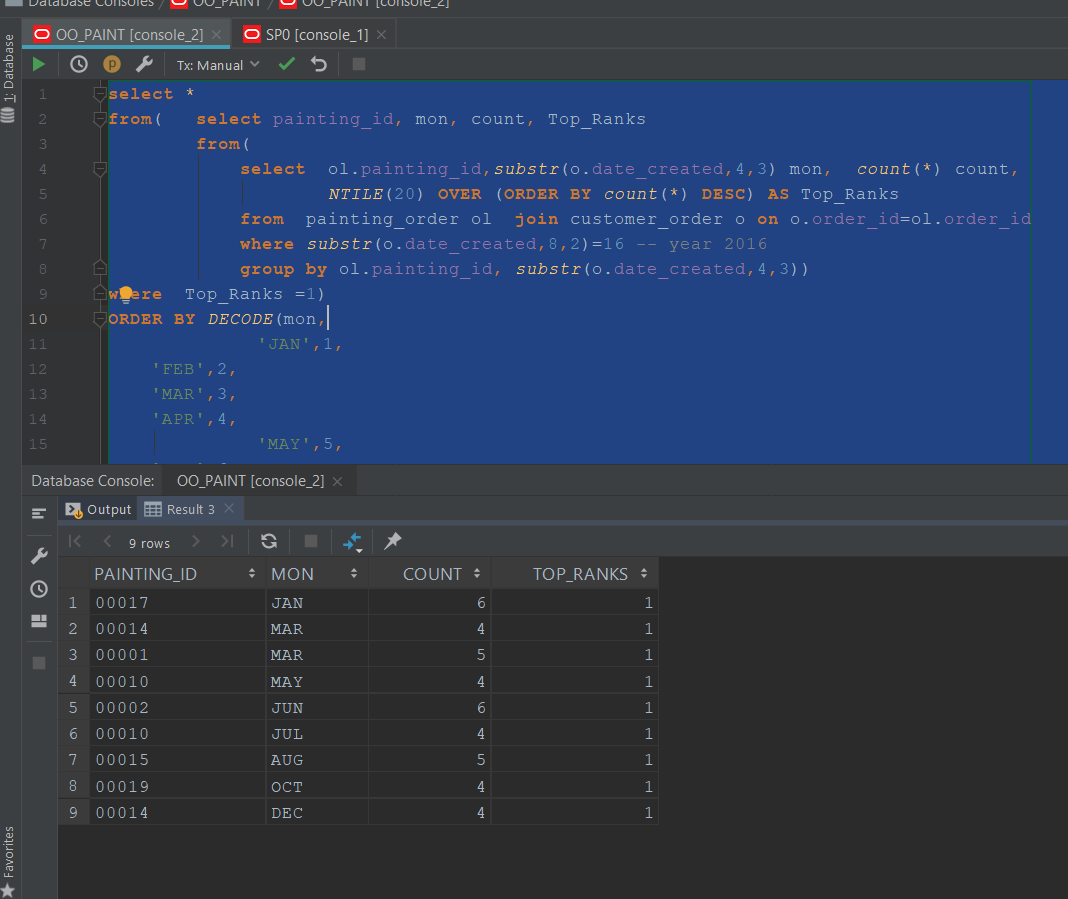 Database Consoles / OO_PAINT / OO_PAINT [console_2]
OO_PAINT [console_2] SP0 [console_1]
Tx: Manual
1: Database
1 select *
2 from( select painting_id, mon, count, Top_Ranks
3 from(
4 select ol.painting_id,substr(o.date_created,4,3) mon, count(*) count,
5 NTILE(20) OVER (ORDER BY count(*) DESC) AS Top_Ranks
6 from painting_order ol join customer_order o on o.order_id=ol.order_id
7 where substr(o.date_created,8,2)=16 -- year 2016
8 group by ol.painting_id, substr(o.date_created,4,3))
9 where Top_Ranks =1)
10 ORDER BY DECODE(mon,
11 'JAN',1,
12 'FEB',2,
13 'MAR',3,
14 'APR',4,
15 'MAY',5,
Database Console: OO_PAINT [console_2]
Output Result 3
9 rows
PAINTING_ID MON COUNT TOP_RANKS
1 00017 JAN 6 1
2 00014 MAR 4 1
3 00001 MAR 5 1
4 00010 MAY 4 1
5 00002 JUN 6 1
6 00010 JUL 4 1
7 00015 AUG 5 1
8 00019 OCT 4 1
9 00014 DEC 4 1
Favorites